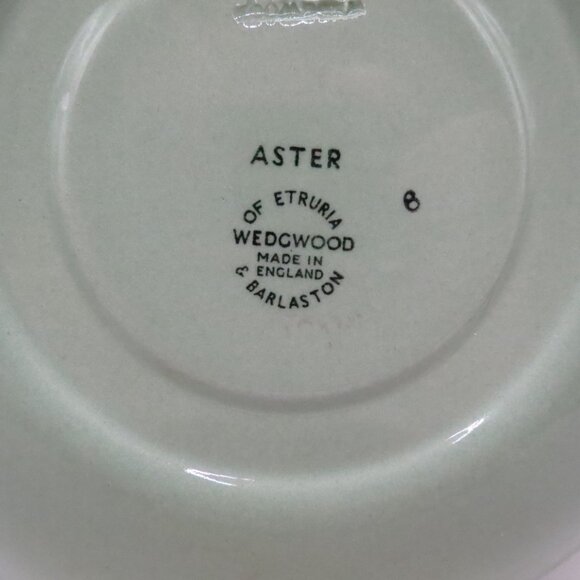 ASTER
8
OF ETRURIA
WEDGWOOD
MADE IN
ENGLAND
& BARLASTON